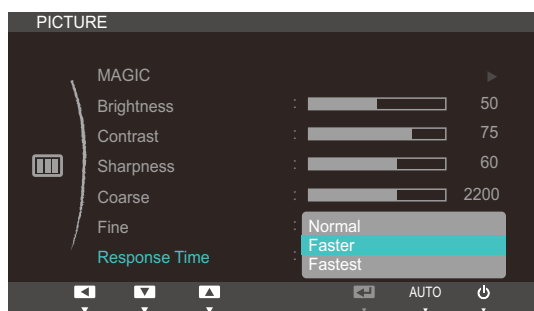 PICTURE
MAGIC
Brightness : 50
Contrast : 75
Sharpness : 60
Coarse : 2200
Fine : Normal
Faster
Response Time : Fastest
AUTO